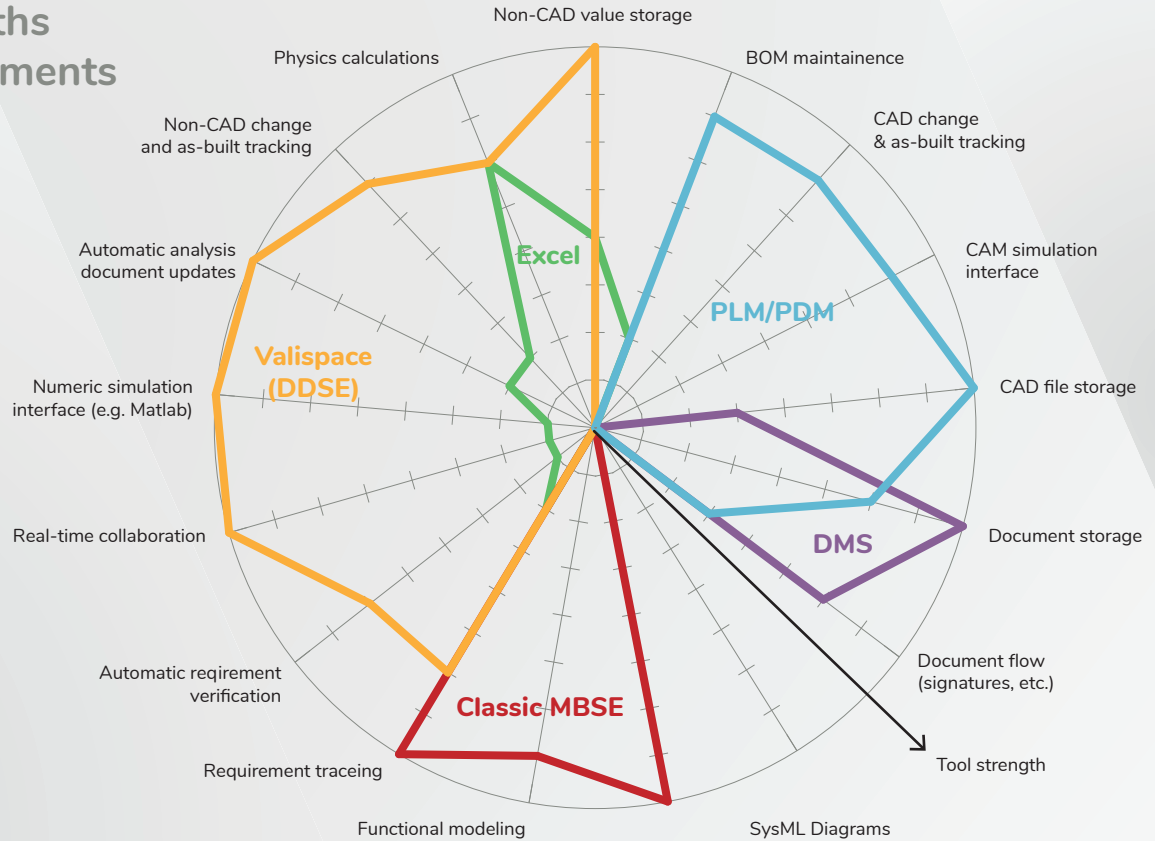 ths
ments
Non-CAD value storage
Physics calculations
BOM maintainence
Non-CAD change
and as-built tracking
CAD change
& as-built tracking
Automatic analysis
document updates
Excel
CAM simulation
interface
PLM/PDM
Valispace
(DDSE)
Numeric simulation
interface (e.g. Matlab)
CAD file storage
Real-time collaboration
DMS
Document storage
Automatic reqirement
verification
Classic MBSE
Document flow
(signatures, etc.)
Requirement traceing
Tool strength
Functional modeling
SysML Diagrams